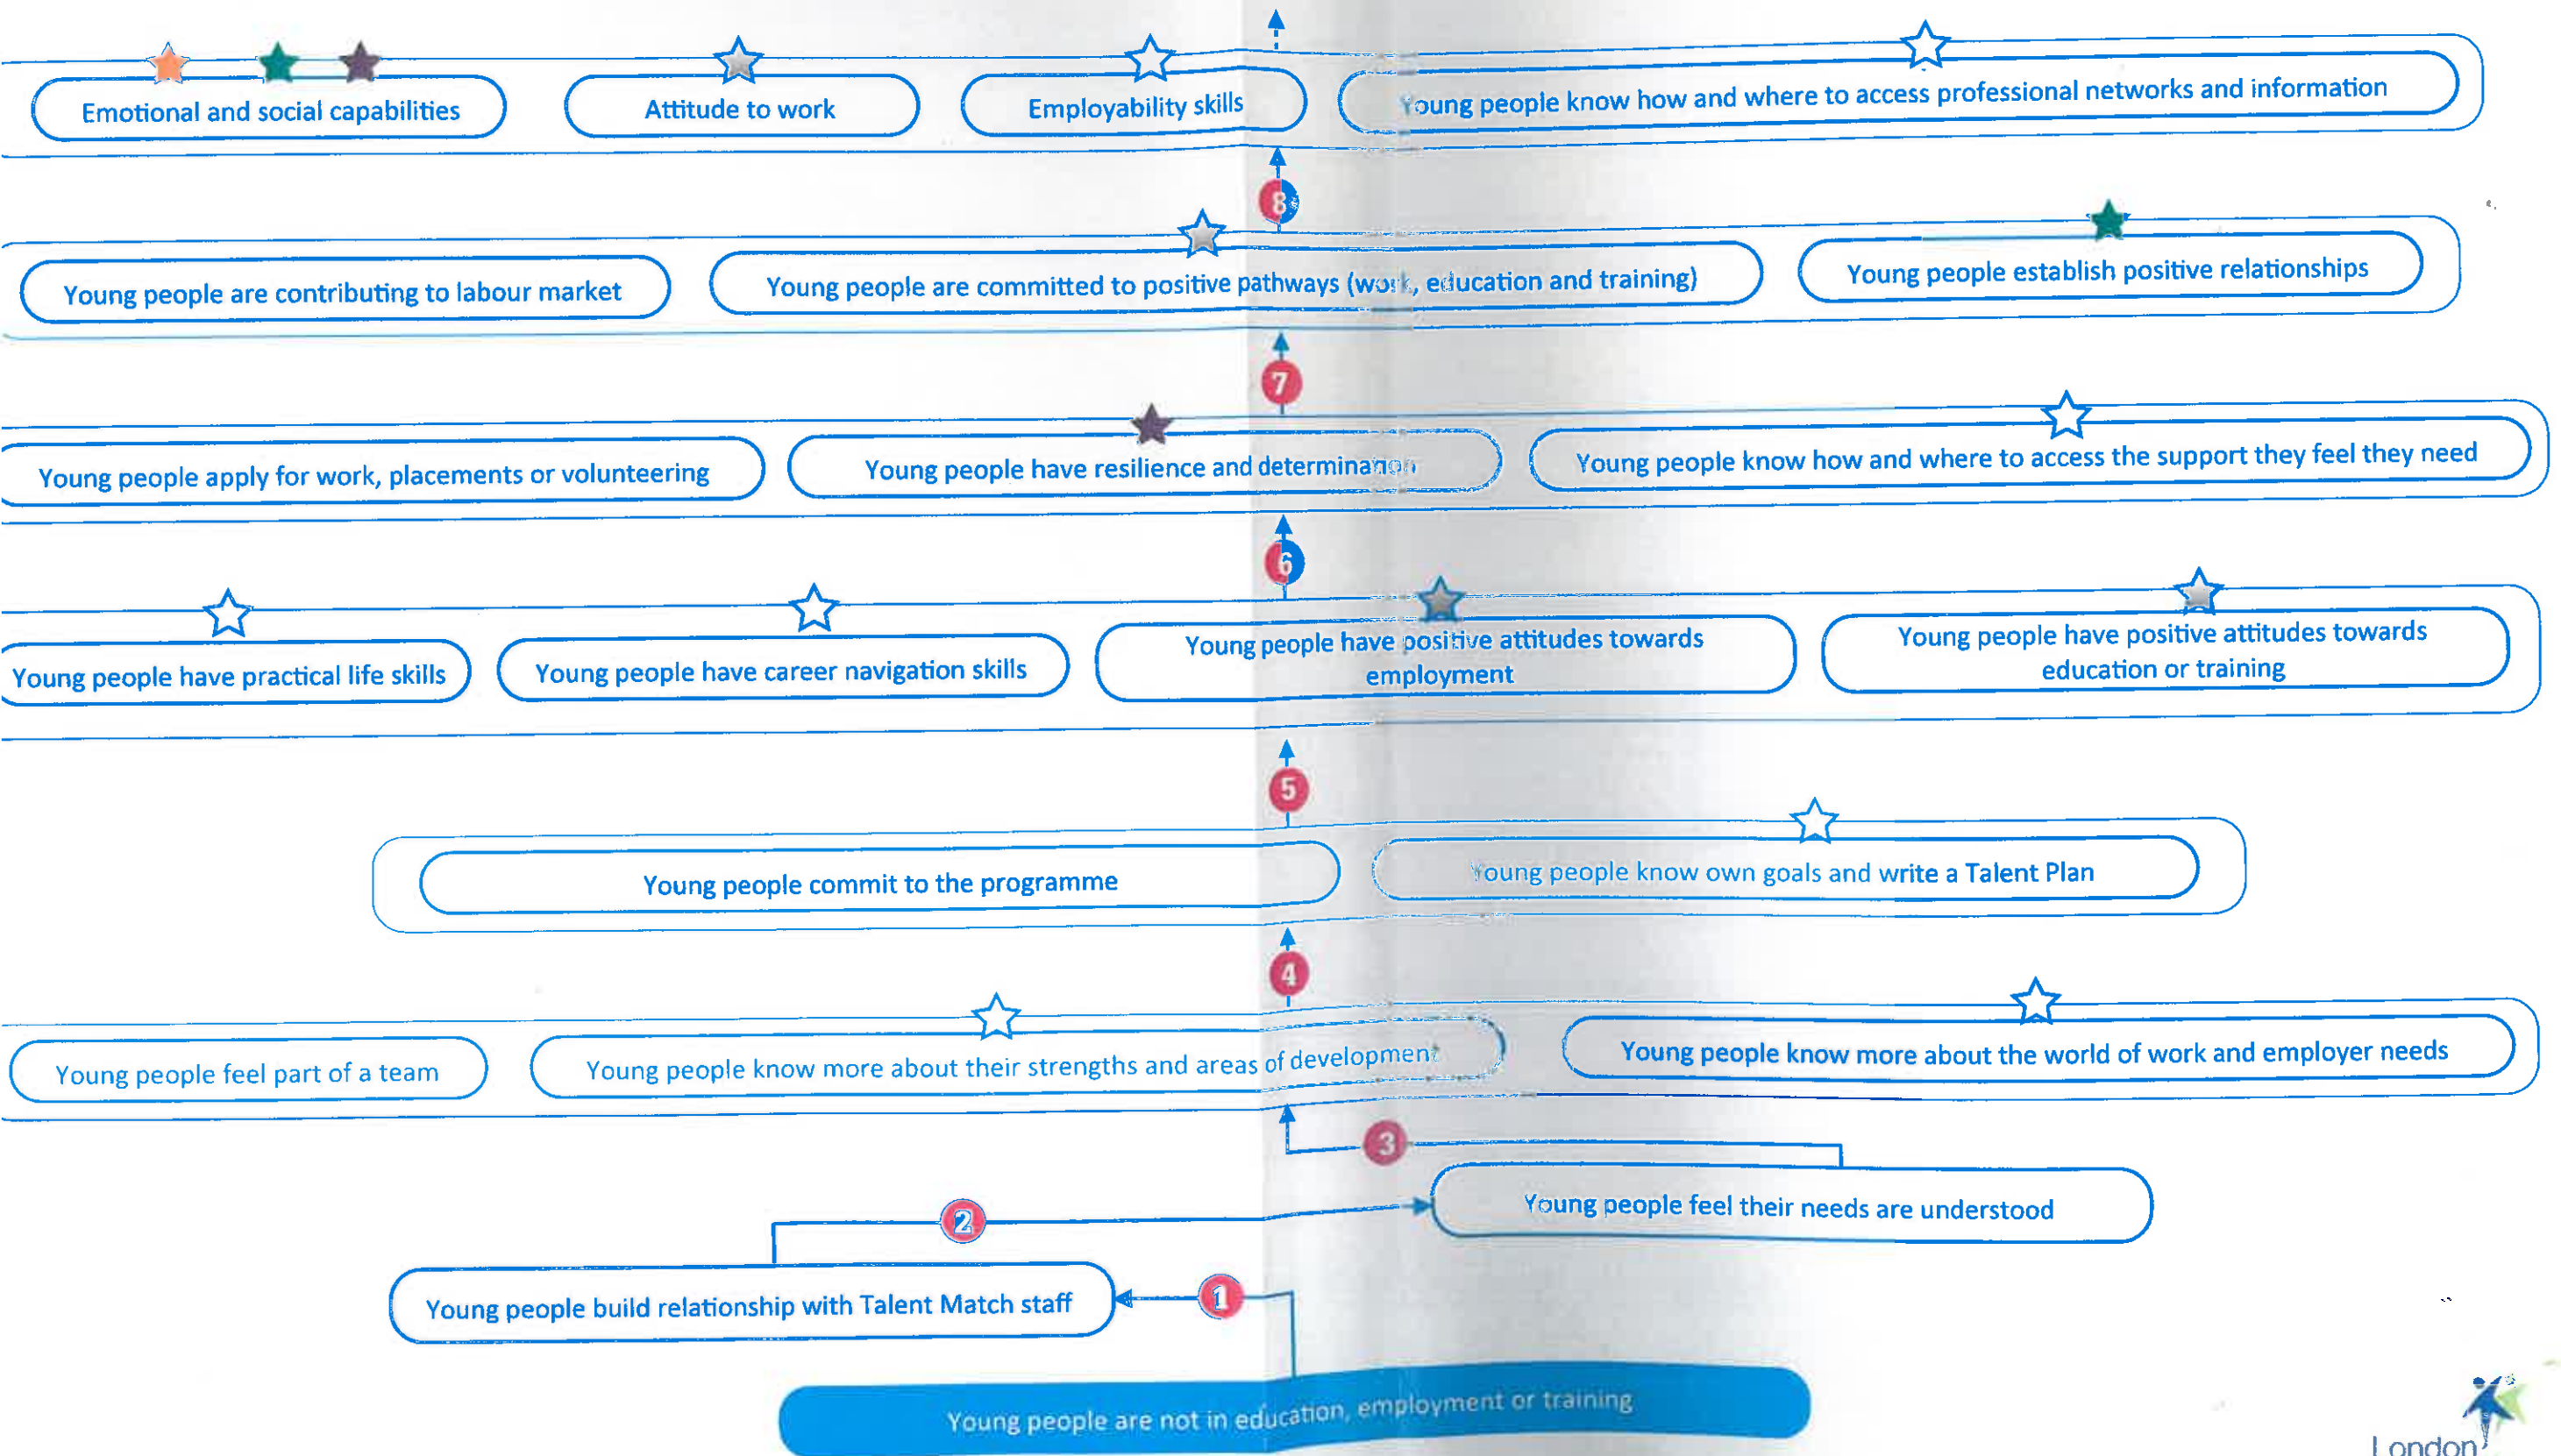 Emotional and social capabilities
Attitude to work
Employability skills
Young people know how and where to access professional networks and information
8
Young people are contributing to labour market
Young people are committed to positive pathways (work, education and training)
Young people establish positive relationships
7
Young people apply for work, placements or volunteering
Young people have resilience and determination
Young people know how and where to access the support they feel they need
6
Young people have practical life skills
Young people have career navigation skills
Young people have positive attitudes towards
employment
Young people have positive attitudes towards
education or training
5
Young people commit to the programme
Young people know own goals and write a Talent Plan
4
Young people feel part of a team
Young people know more about their strengths and areas of development
Young people know more about the world of work and employer needs
3
Young people feel their needs are understood
2
Young people build relationship with Talent Match staff
1
Young people are not in education, employment or training
London